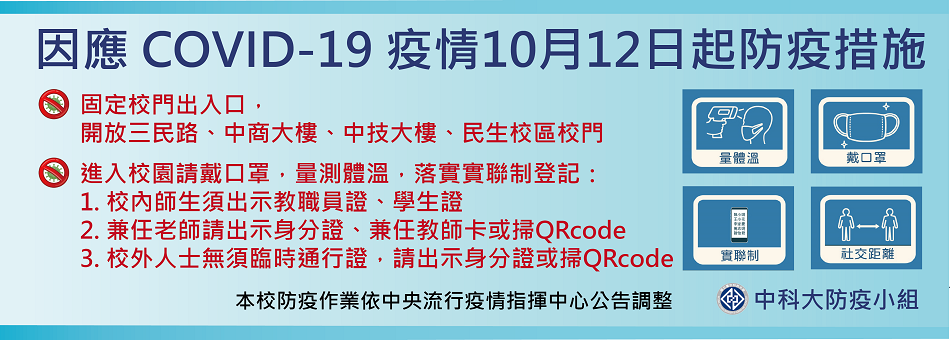 因應 COVID-19 疫情10月12日起防疫措施
固定校門出入口，
開放三民路、中商大樓、中技大樓、民生校區校門
進入校園請戴口罩，量測體溫，落實實聯制登記：
1. 校內師生須出示教職員證、學生證
2. 兼任老師請出示身分證、兼任教師卡或掃QRcode
3. 校外人士無須臨時通行證，請出示身分證或掃QRcode
量體溫
戴口罩
實聯制
社交距離
本校防疫作業依中央流行疫情指揮中心公告調整
中科大防疫小組